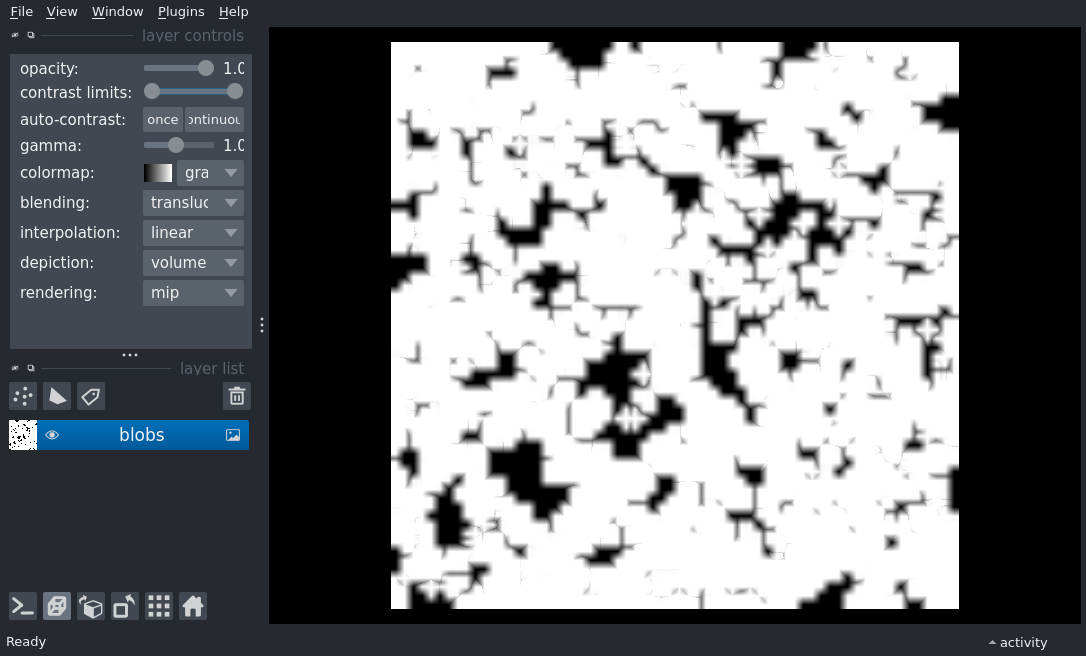 File View Window Plugins Help
layer controls
opacity: 1.0
contrast limits:
auto-contrast: once ontinuou
gamma: 1.0
colormap: gra
blending: transluc
interpolation: linear
depiction: volume
rendering: mip
layer list
blobs
Ready activity